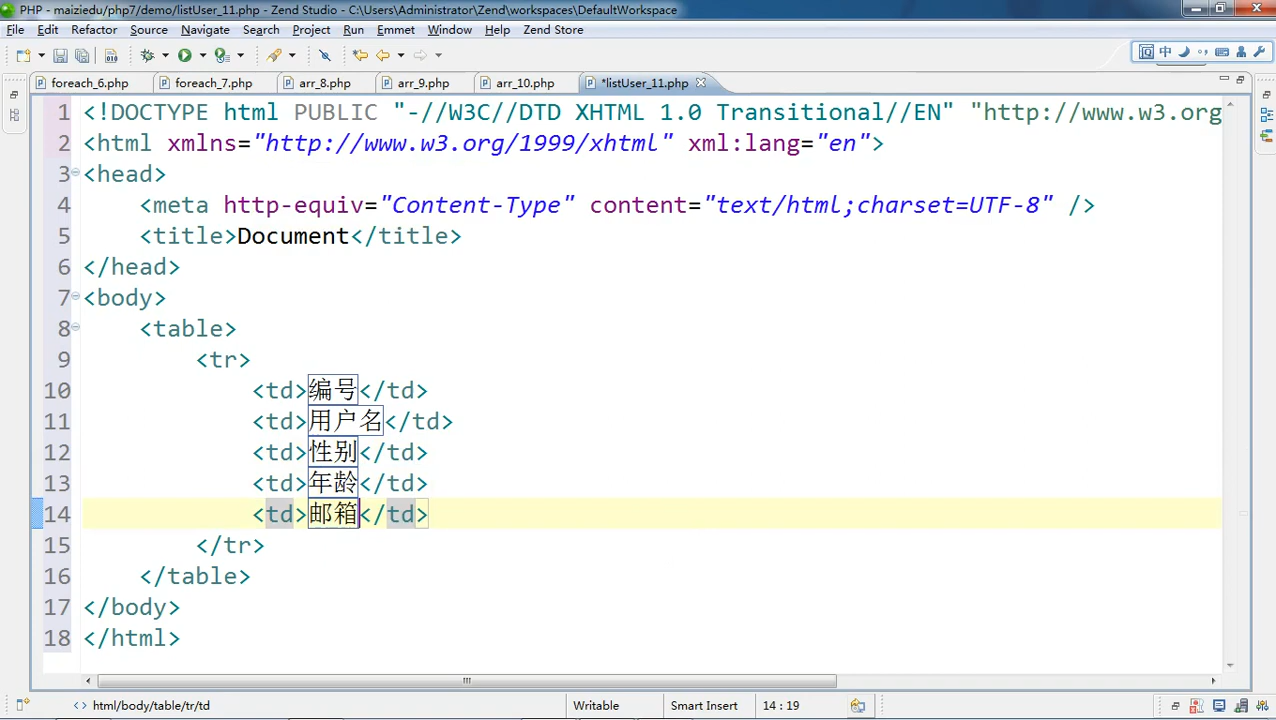 PHP - maiziedu/php7/demo/listUser_11.php - Zend Studio - C:\Users\Administrator\Zend\workspaces\DefaultWorkspace
File Edit Refactor Source Navigate Search Project Run Emmet Window Help Zend Store
中
foreach_6.php foreach_7.php arr_8.php arr_9.php arr_10.php *listUser_11.php
1 <!DOCTYPE html PUBLIC "-//W3C//DTD XHTML 1.0 Transitional//EN" "http://www.w3.org
2 <html xmlns="http://www.w3.org/1999/xhtml" xml:lang="en">
3 <head>
4 <meta http-equiv="Content-Type" content="text/html;charset=UTF-8" />
5 <title>Document</title>
6 </head>
7 <body>
8 <table>
9 <tr>
10 <td>编号</td>
11 <td>用户名</td>
12 <td>性别</td>
13 <td>年龄</td>
14 <td>邮箱</td>
15 </tr>
16 </table>
17 </body>
18 </html>
<> html/body/table/tr/td Writable Smart Insert 14 : 19